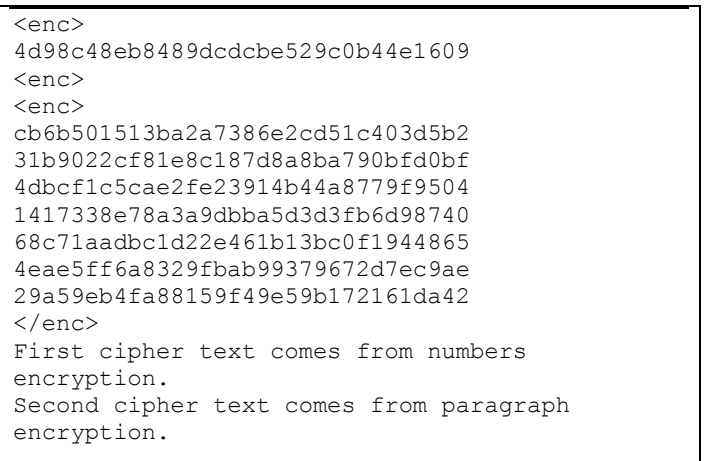 <enc>
4d98c48eb8489dcdcbe529c0b44e1609
<enc>
<enc>
cb6b501513ba2a7386e2cd51c403d5b2
31b9022cf81e8c187d8a8ba790bfd0bf
4dbcf1c5cae2fe23914b44a8779f9504
1417338e78a3a9dbba5d3d3fb6d98740
68c71aadbc1d22e461b13bc0f1944865
4eae5ff6a8329fbab99379672d7ec9ae
29a59eb4fa88159f49e59b172161da42
</enc>
First cipher text comes from numbers
encryption.
Second cipher text comes from paragraph
encryption.